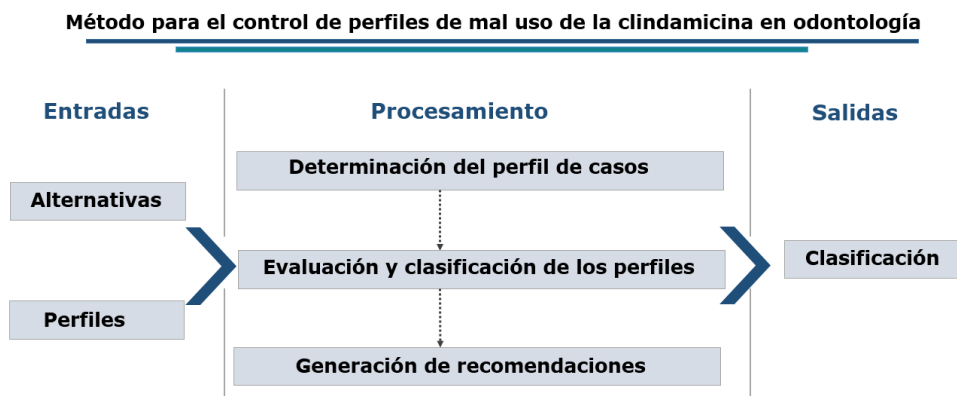 Método para el control de perfiles de mal uso de la clindamicina en odontología
Entradas
Procesamiento
Salidas
Determinación del perfil de casos
Alternativas
Evaluación y clasificación de los perfiles
Clasificación
Perfiles
Generación de recomendaciones